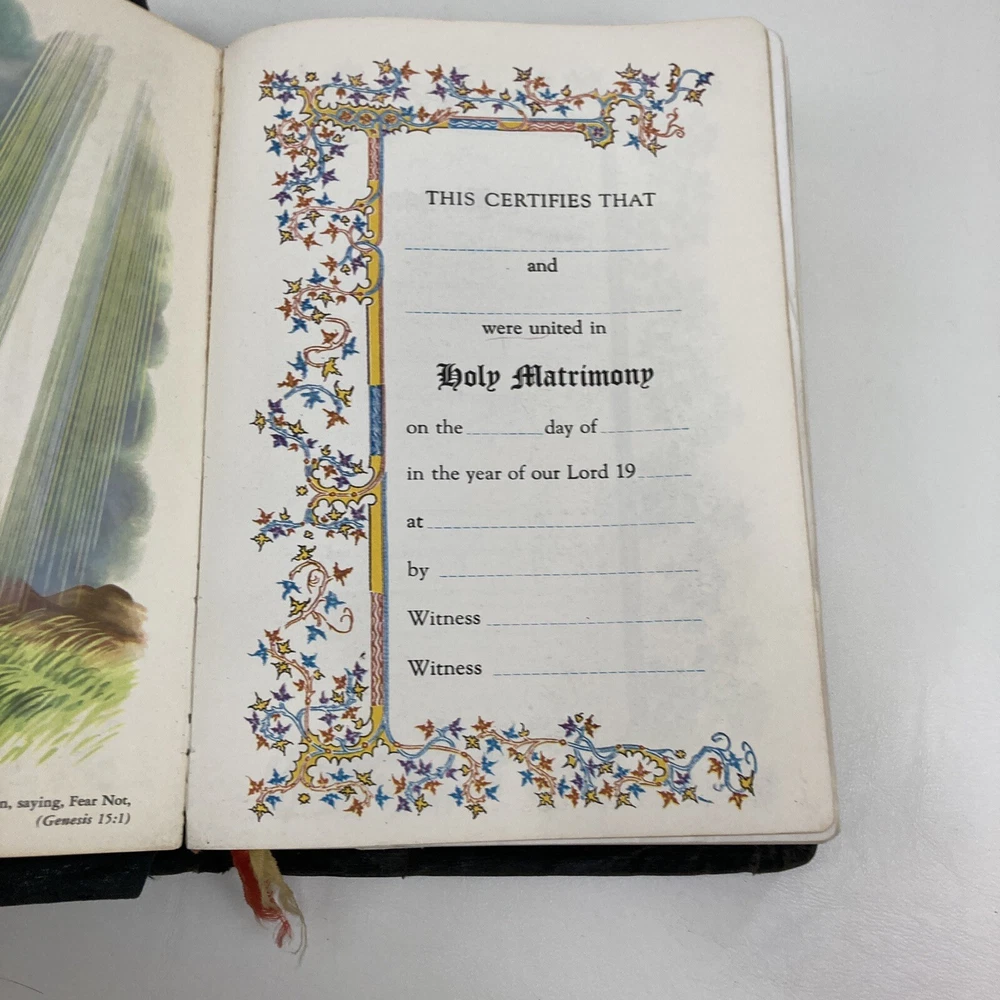 n, saying, Fear Not,
(Genesis 15:1)
THIS CERTIFIES THAT
and
were united in
Holy Matrimony
on the day of
in the year of our Lord 19
at
by
Witness
Witness